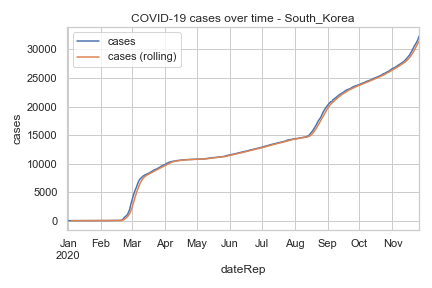 COVID-19 cases over time - South_Korea
cases
cases (rolling)
cases
30000
25000
20000
15000
10000
5000
0
Jan Feb Mar Apr May Jun Jul Aug Sep Oct Nov
2020
dateRep